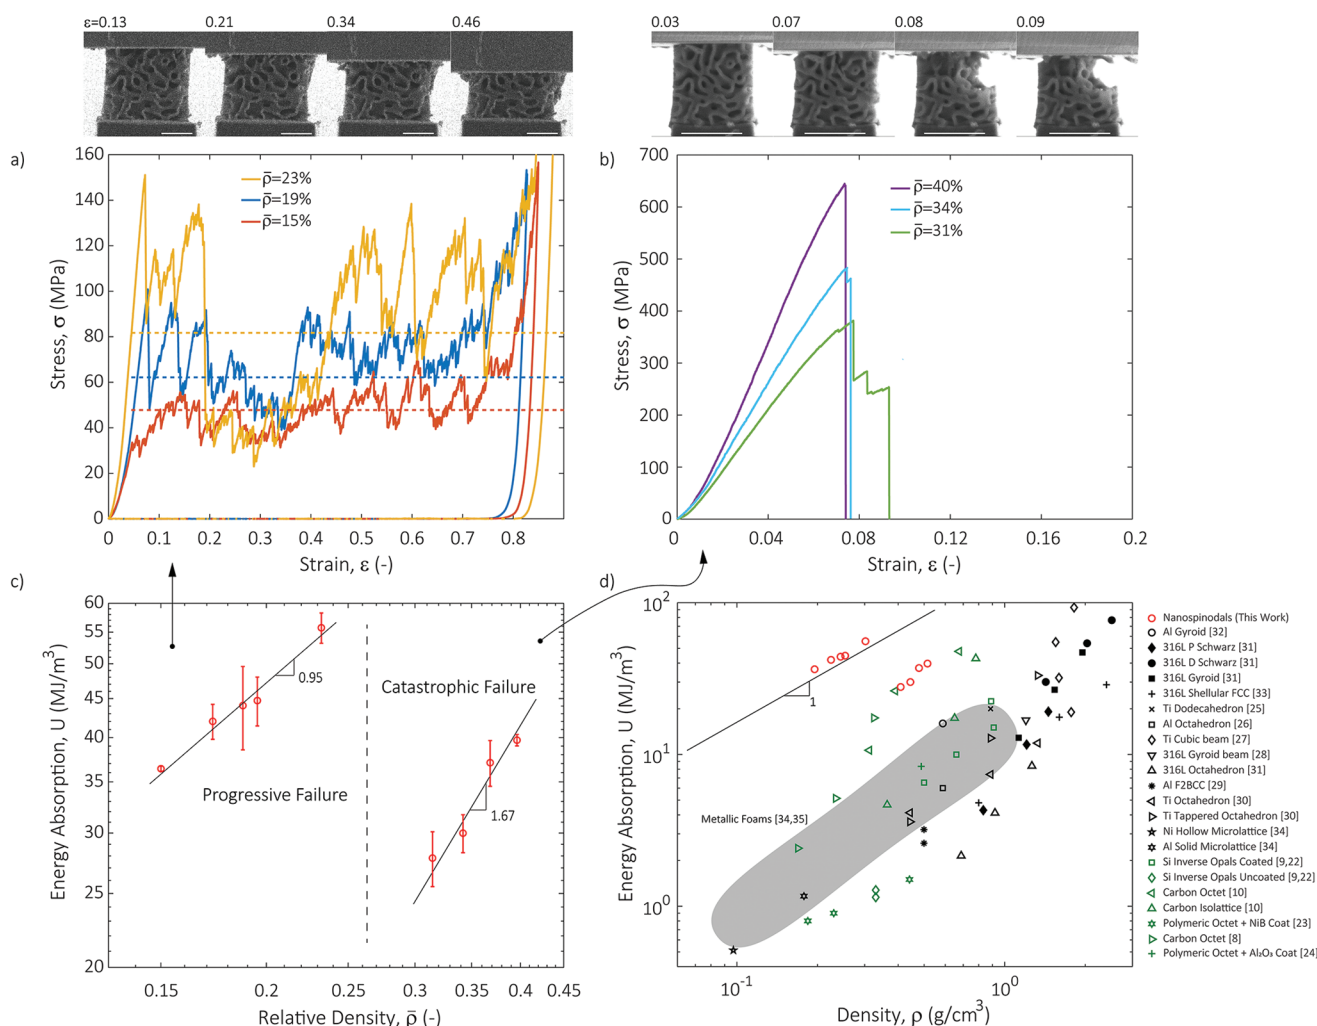 ε=0.13 0.21 0.34 0.46
0.03 0.07 0.08 0.09
a)
160
140
120
100
80
60
40
20
0
Stress, σ (MPa)
ρ̄=23%
ρ̄=19%
ρ̄=15%
0 0.1 0.2 0.3 0.4 0.5 0.6 0.7 0.8
Strain, ε (-)
b)
700
600
500
400
300
200
100
0
Stress, σ (MPa)
ρ̄=40%
ρ̄=34%
ρ̄=31%
0 0.04 0.08 0.12 0.16 0.2
Strain, ε (-)
c)
60
55
50
45
40
35
30
25
20
Energy Absorption, U (MJ/m³)
0.95
Catastrophic Failure
Progressive Failure
1.67
0.15 0.2 0.25 0.3 0.35 0.4 0.45
Relative Density, ρ̄ (-)
d)
10²
10¹
10⁰
Energy Absorption, U (MJ/m³)
1
Metallic Foams [34,35]
10⁻¹ 10⁰
Density, ρ (g/cm³)
Nanospinodals (This Work)
Al Gyroid [32]
316L P Schwarz [31]
316L D Schwarz [31]
316L Gyroid [31]
316L Shellular FCC [33]
Ti Dodecahedron [25]
Al Octahedron [26]
Ti Cubic beam [27]
316L Gyroid beam [28]
316L Octahedron [31]
Al F2BCC [29]
Ti Octahedron [30]
Ti Tappered Octahedron [30]
Ni Hollow Microlattice [34]
Al Solid Microlattice [34]
Si Inverse Opals Coated [9,22]
Si Inverse Opals Uncoated [9,22]
Carbon Octet [10]
Carbon Isolattice [10]
Polymeric Octet + NiB Coat [23]
Carbon Octet [8]
Polymeric Octet + Al₂O₃ Coat [24]